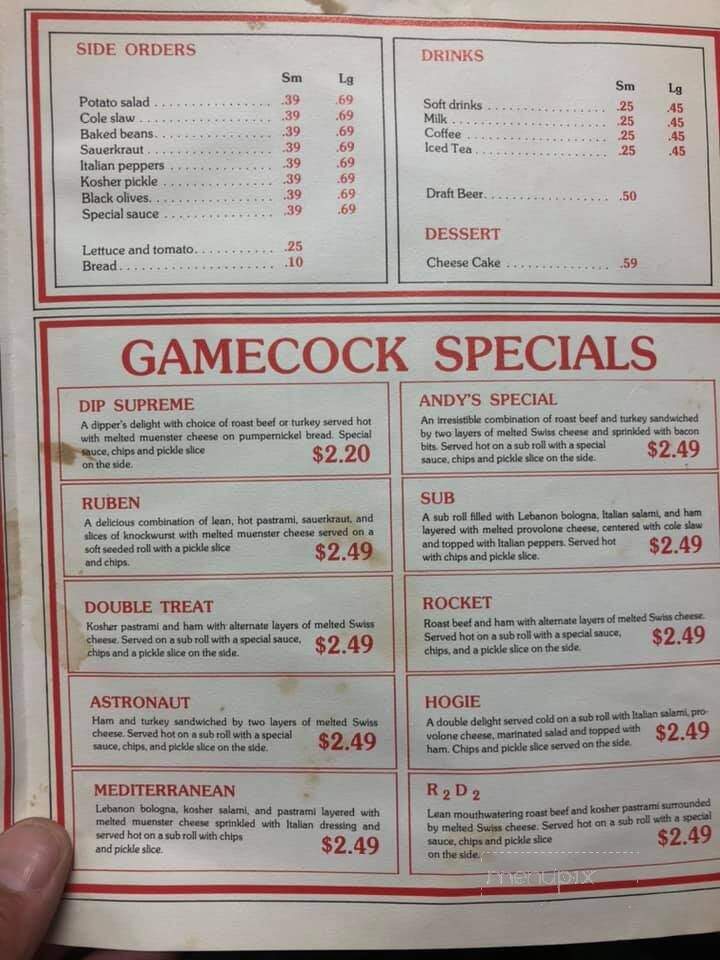 SIDE ORDERS
Sm Lg
Potato salad . . . . . . . . . . . . . . . . . .39 .69
Cole slaw . . . . . . . . . . . . . . . . . . . . .39 .69
Baked beans. . . . . . . . . . . . . . . . . . .39 .69
Sauerkraut . . . . . . . . . . . . . . . . . . . .39 .69
Italian peppers . . . . . . . . . . . . . . . . .39 .69
Kosher pickle . . . . . . . . . . . . . . . . . .39 .69
Black olives. . . . . . . . . . . . . . . . . . . .39 .69
Special sauce . . . . . . . . . . . . . . . . . .39 .69
Lettuce and tomato. . . . . . . . . . . . .25
Bread. . . . . . . . . . . . . . . . . . . . . . . . .10
DRINKS
Sm Lg
Soft drinks . . . . . . . . . . . . . . . . . . .25 .45
Milk . . . . . . . . . . . . . . . . . . . . . . . . .25 .45
Coffee . . . . . . . . . . . . . . . . . . . . . . .25 .45
Iced Tea . . . . . . . . . . . . . . . . . . . . .25 .45
Draft Beer. . . . . . . . . . . . . . . . . . . .50
DESSERT
Cheese Cake . . . . . . . . . . . . . . . . .59
GAMECOCK SPECIALS
DIP SUPREME
A dipper's delight with choice of roast beef or turkey served hot
with melted muenster cheese on pumpernickel bread. Special
sauce, chips and pickle slice
on the side. $2.20
ANDY'S SPECIAL
An irresistible combination of roast beef and turkey sandwiched
by two layers of melted Swiss cheese and sprinkled with bacon
bits. Served hot on a sub roll with a special
sauce, chips and pickle slice on the side. $2.49
RUBEN
A delicious combination of lean, hot pastrami, sauerkraut, and
slices of knockwurst with melted muenster cheese served on a
soft seeded roll with a pickle slice
and chips. $2.49
SUB
A sub roll filled with Lebanon bologna, Italian salami, and ham
layered with melted provolone cheese, centered with cole slaw
and topped with Italian peppers. Served hot
with chips and pickle slice. $2.49
DOUBLE TREAT
Kosher pastrami and ham with alternate layers of melted Swiss
cheese. Served on a sub roll with a special sauce,
chips and a pickle slice on the side. $2.49
ROCKET
Roast beef and ham with alternate layers of melted Swiss cheese.
Served hot on a sub roll with a special sauce,
chips, and a pickle slice on the side. $2.49
ASTRONAUT
Ham and turkey sandwiched by two layers of melted Swiss
cheese. Served hot on a sub roll with a special
sauce, chips, and pickle slice on the side. $2.49
HOGIE
A double delight served cold on a sub roll with Italian salami, pro-
volone cheese, marinated salad and topped with
ham. Chips and pickle slice served on the side. $2.49
MEDITERRANEAN
Lebanon bologna, kosher salami, and pastrami layered with
melted muenster cheese sprinkled with Italian dressing and
served hot on a sub roll with chips
and pickle slice. $2.49
R 2 D 2
Lean mouthwatering roast beef and kosher pastrami surrounded
by melted Swiss cheese. Served hot on a sub roll with a special
sauce, chips and pickle slice
on the side. $2.49
menupix